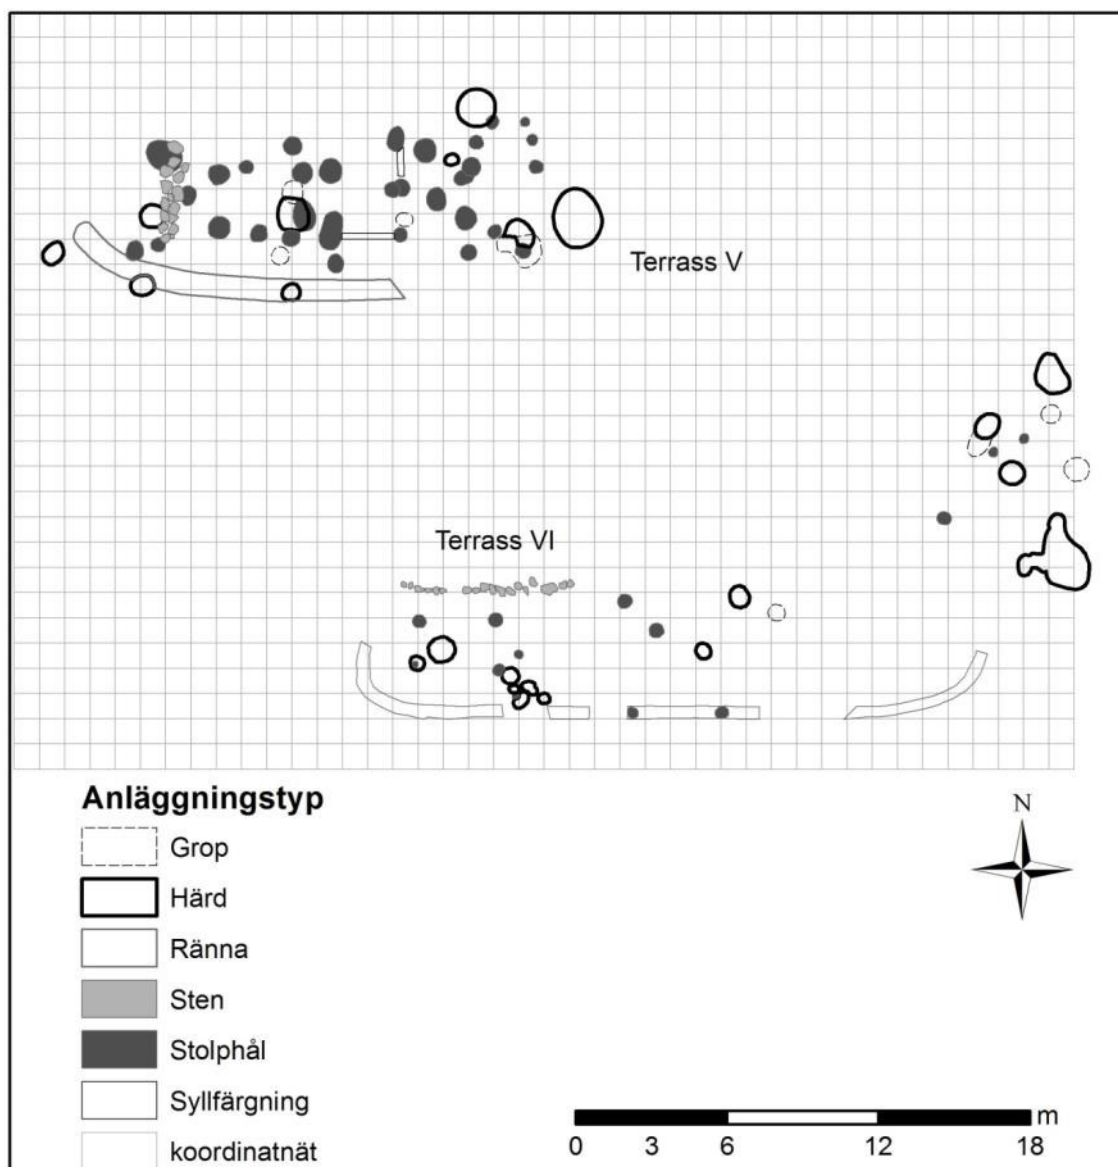 Terrass V
Terrass VI
Anläggningstyp
Grop
Härd
Ränna
Sten
Stolphål
Syllfärgning
koordinatnät
N
m
0 3 6 12 18